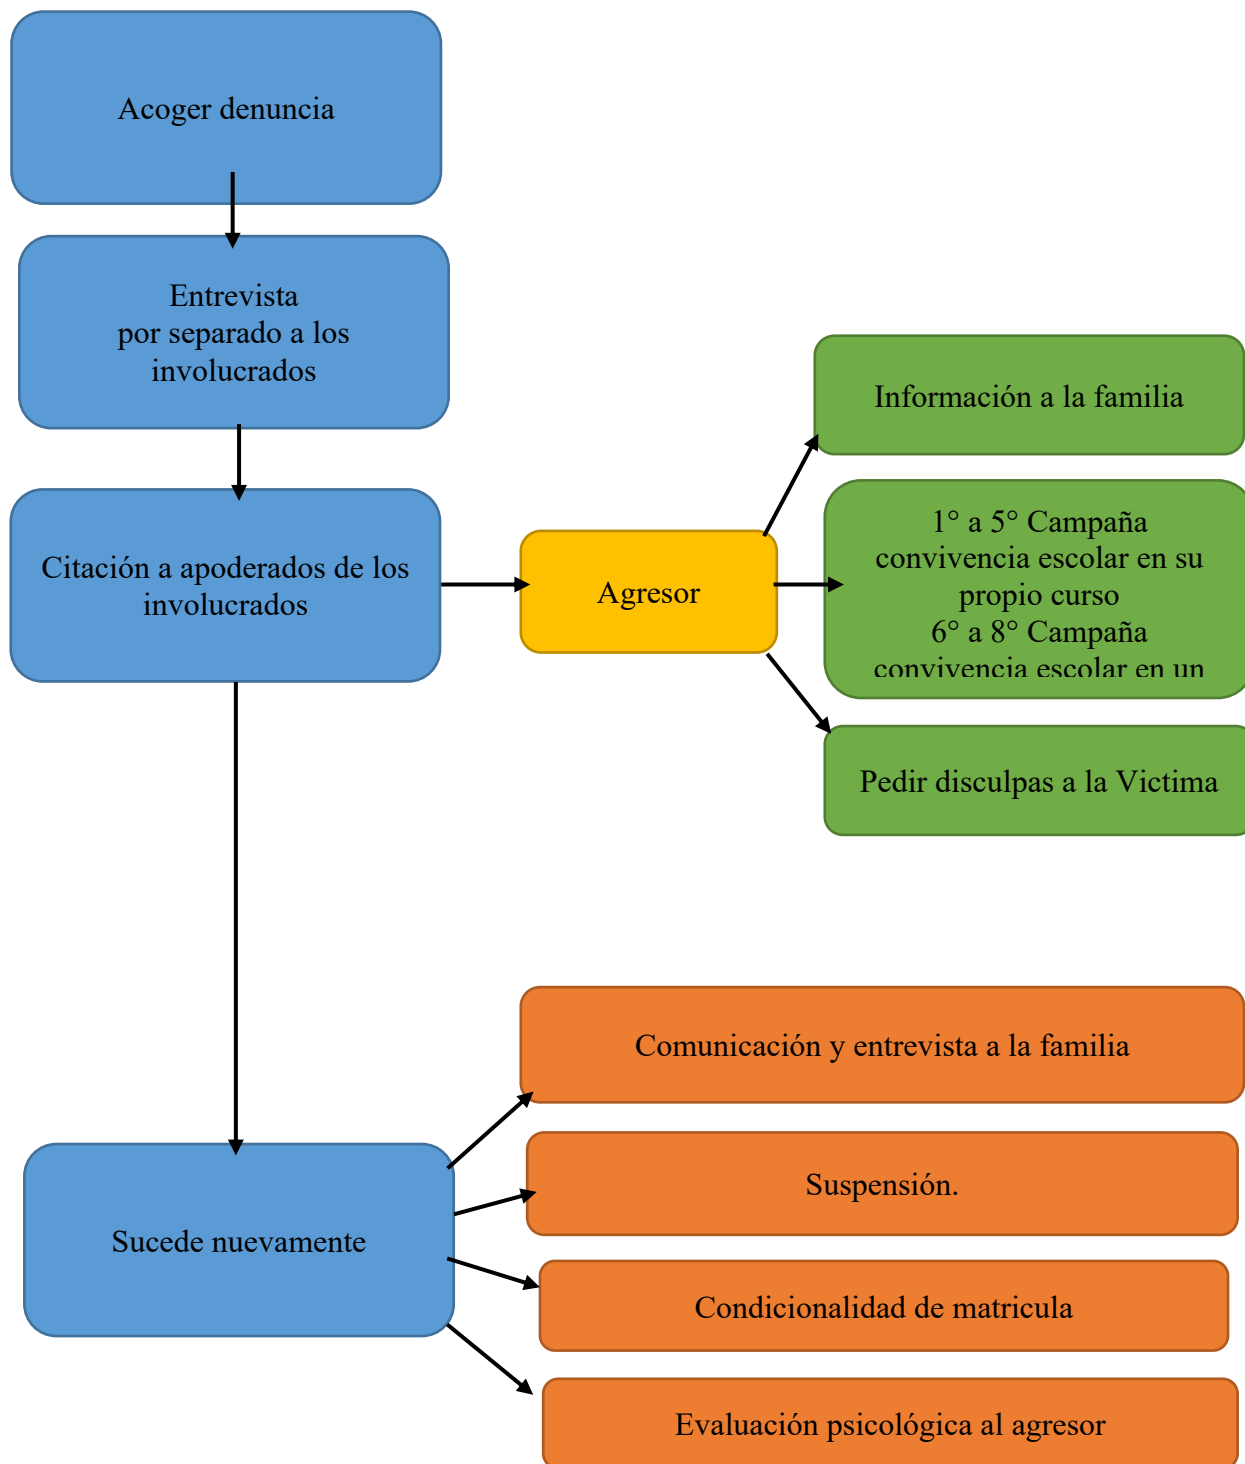 Acoger denuncia
Entrevista
por separado a los
involucrados
Citación a apoderados de los
involucrados
Agresor
Información a la familia
1° a 5° Campaña
convivencia escolar en su
propio curso
6° a 8° Campaña
convivencia escolar en un
Pedir disculpas a la Victima
Sucede nuevamente
Comunicación y entrevista a la familia
Suspensión.
Condicionalidad de matricula
Evaluación psicológica al agresor